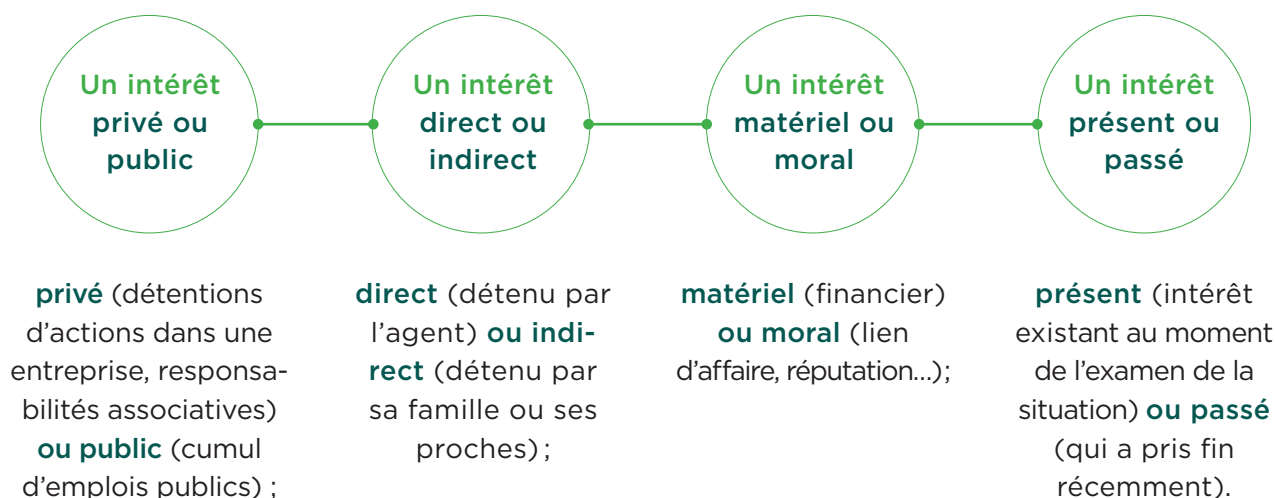 Un intérêt
privé ou
public
Un intérêt
direct ou
indirect
Un intérêt
matériel ou
moral
Un intérêt
présent ou
passé
privé (détentions
d’actions dans une
entreprise, responsa-
bilités associatives)
ou public (cumul
d’emplois publics) ;
direct (détenu par
l’agent) ou indi-
rect (détenu par
sa famille ou ses
proches) ;
matériel (financier)
ou moral (lien
d’affaire, réputation...);
présent (intérêt
existant au moment
de l’examen de la
situation) ou passé
(qui a pris fin
récemment).